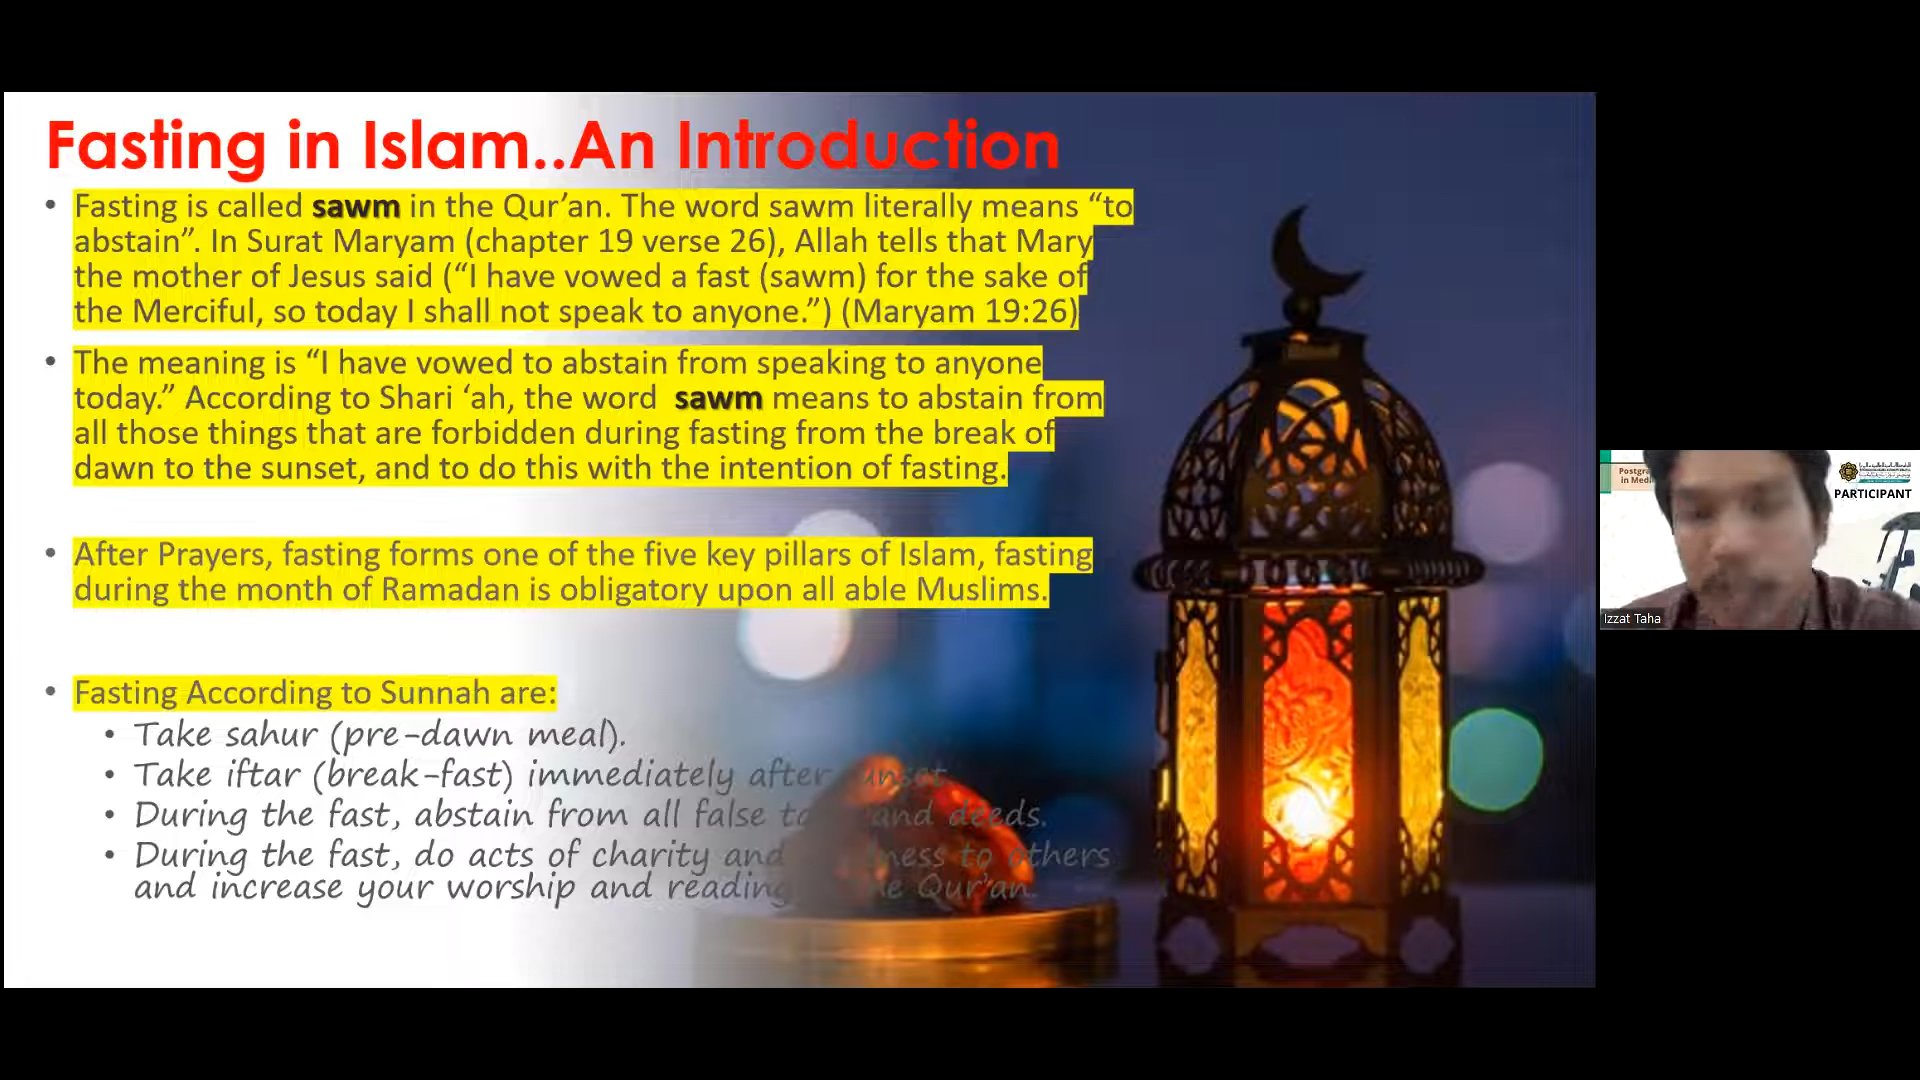 Fasting in Islam..An Introduction
• Fasting is called sawm in the Qur’an. The word sawm literally means “to
abstain”. In Surat Maryam (chapter 19 verse 26), Allah tells that Mary
the mother of Jesus said (“I have vowed a fast (sawm) for the sake of
the Merciful, so today I shall not speak to anyone.”) (Maryam 19:26)
• The meaning is “I have vowed to abstain from speaking to anyone
today.” According to Shari ‘ah, the word sawm means to abstain from
all those things that are forbidden during fasting from the break of
dawn to the sunset, and to do this with the intention of fasting.
• After Prayers, fasting forms one of the five key pillars of Islam, fasting
during the month of Ramadan is obligatory upon all able Muslims.
• Fasting According to Sunnah are:
• Take sahur (pre-dawn meal).
• Take iftar (break-fast) immediately after sunset.
• During the fast, abstain from all false and deeds.
• During the fast, do acts of charity and to others
and increase your worship and reading Qur’an.
PARTICIPANT
Izzat Taha